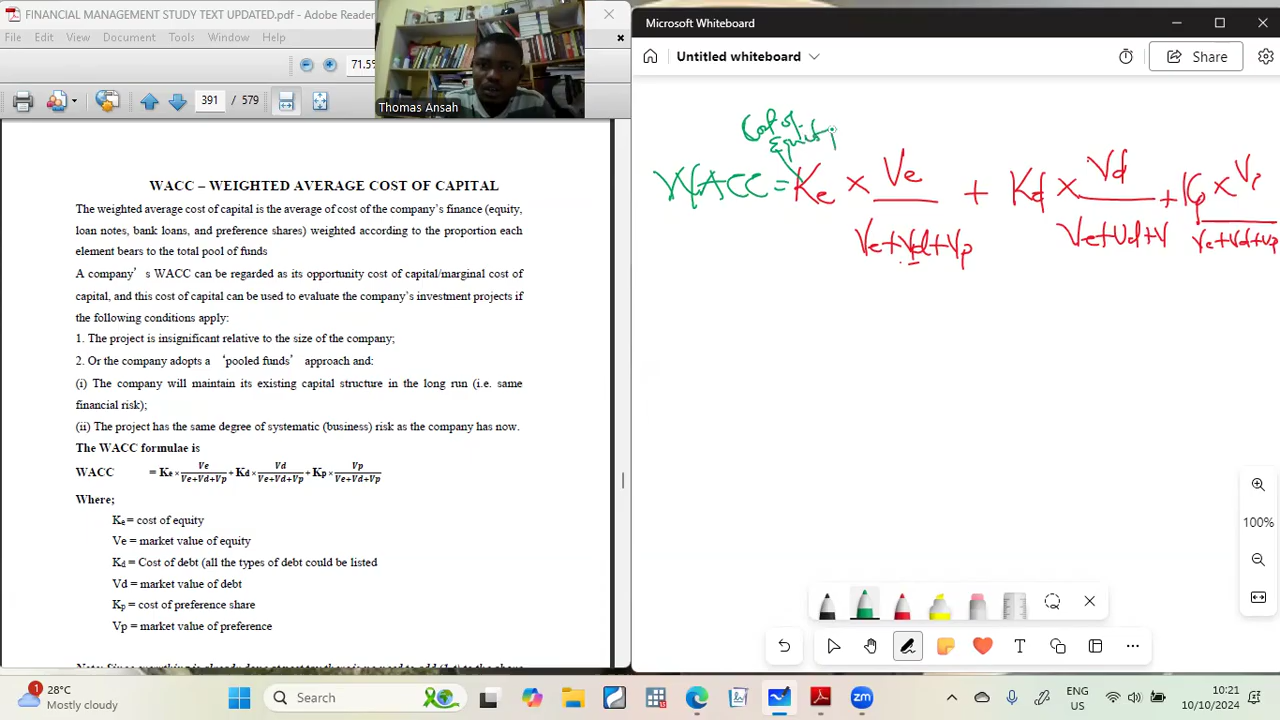 FINANCIAL MANAGEMENT STUDY TEXT UPDATED.pdf - Adobe Reader
File Edit View Document Tools Window Help
391 / 579
71.5%
Thomas Ansah
WACC – WEIGHTED AVERAGE COST OF CAPITAL
The weighted average cost of capital is the average of cost of the company's finance (equity,
loan notes, bank loans, and preference shares) weighted according to the proportion each
element bears to the total pool of funds
A company's WACC can be regarded as its opportunity cost of capital/marginal cost of
capital, and this cost of capital can be used to evaluate the company's investment projects if
the following conditions apply:
1. The project is insignificant relative to the size of the company;
2. Or the company adopts a 'pooled funds' approach and:
(i) The company will maintain its existing capital structure in the long run (i.e. same
financial risk);
(ii) The project has the same degree of systematic (business) risk as the company has now.
The WACC formulae is
WACC = Ke × Ve/Ve+Vd+Vp + Kd × Vd/Ve+Vd+Vp + Kp × Vp/Ve+Vd+Vp
Where;
Ke = cost of equity
Ve = market value of equity
Kd = Cost of debt (all the types of debt could be listed
Vd = market value of debt
Kp = cost of preference share
Vp = market value of preference
Microsoft Whiteboard
Untitled whiteboard
Share
Cost of
Equity
WACC = Ke × Ve + Kd × Vd + Kp × V
Ve+Vd+Vp Ve+Vd+V Ve+Vd+Vp
100%
1
28°C
Mostly cloudy
Search
zm
ENG
US
10:21
10/10/2024